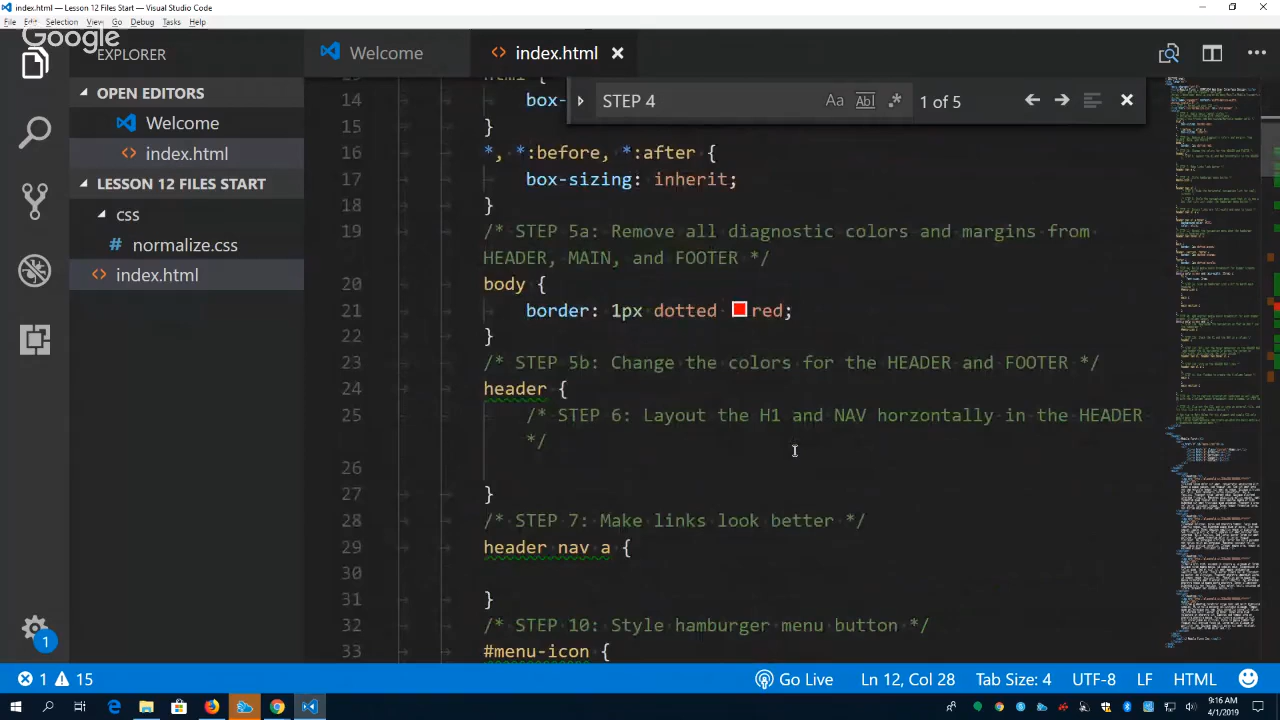 index.html — Lesson 12 Files Start — Visual Studio Code
File Edit Selection View Go Debug Tasks Help
Google
EXPLORER
Welcome
index.html
OPEN EDITORS
Welcome
index.html
LESSON 12 FILES START
css
# normalize.css
index.html
STEP 4
Aa Abl .* 1 of 5
14 box-
15 }
16 *, *:before, *:after {
17 box-sizing: inherit;
18 }
19 /* STEP 5a: Remove all diagnostic colors and margins from
HEADER, MAIN, and FOOTER */
20 body {
21 border: 1px dotted red;
22 }
23 /* STEP 5b: Change the colors for the HEADER and FOOTER */
24 header {
25 /* STEP 6: Layout the H1 and NAV horzonally in the HEADER
*/
26
27 }
28 /* STEP 7: Make links look better */
29 header nav a {
30
31 }
32 /* STEP 10: Style hamburger menu button */
33 #menu-icon {
1
1 15
Go Live Ln 12, Col 28 Tab Size: 4 UTF-8 LF HTML
9:16 AM
4/1/2019